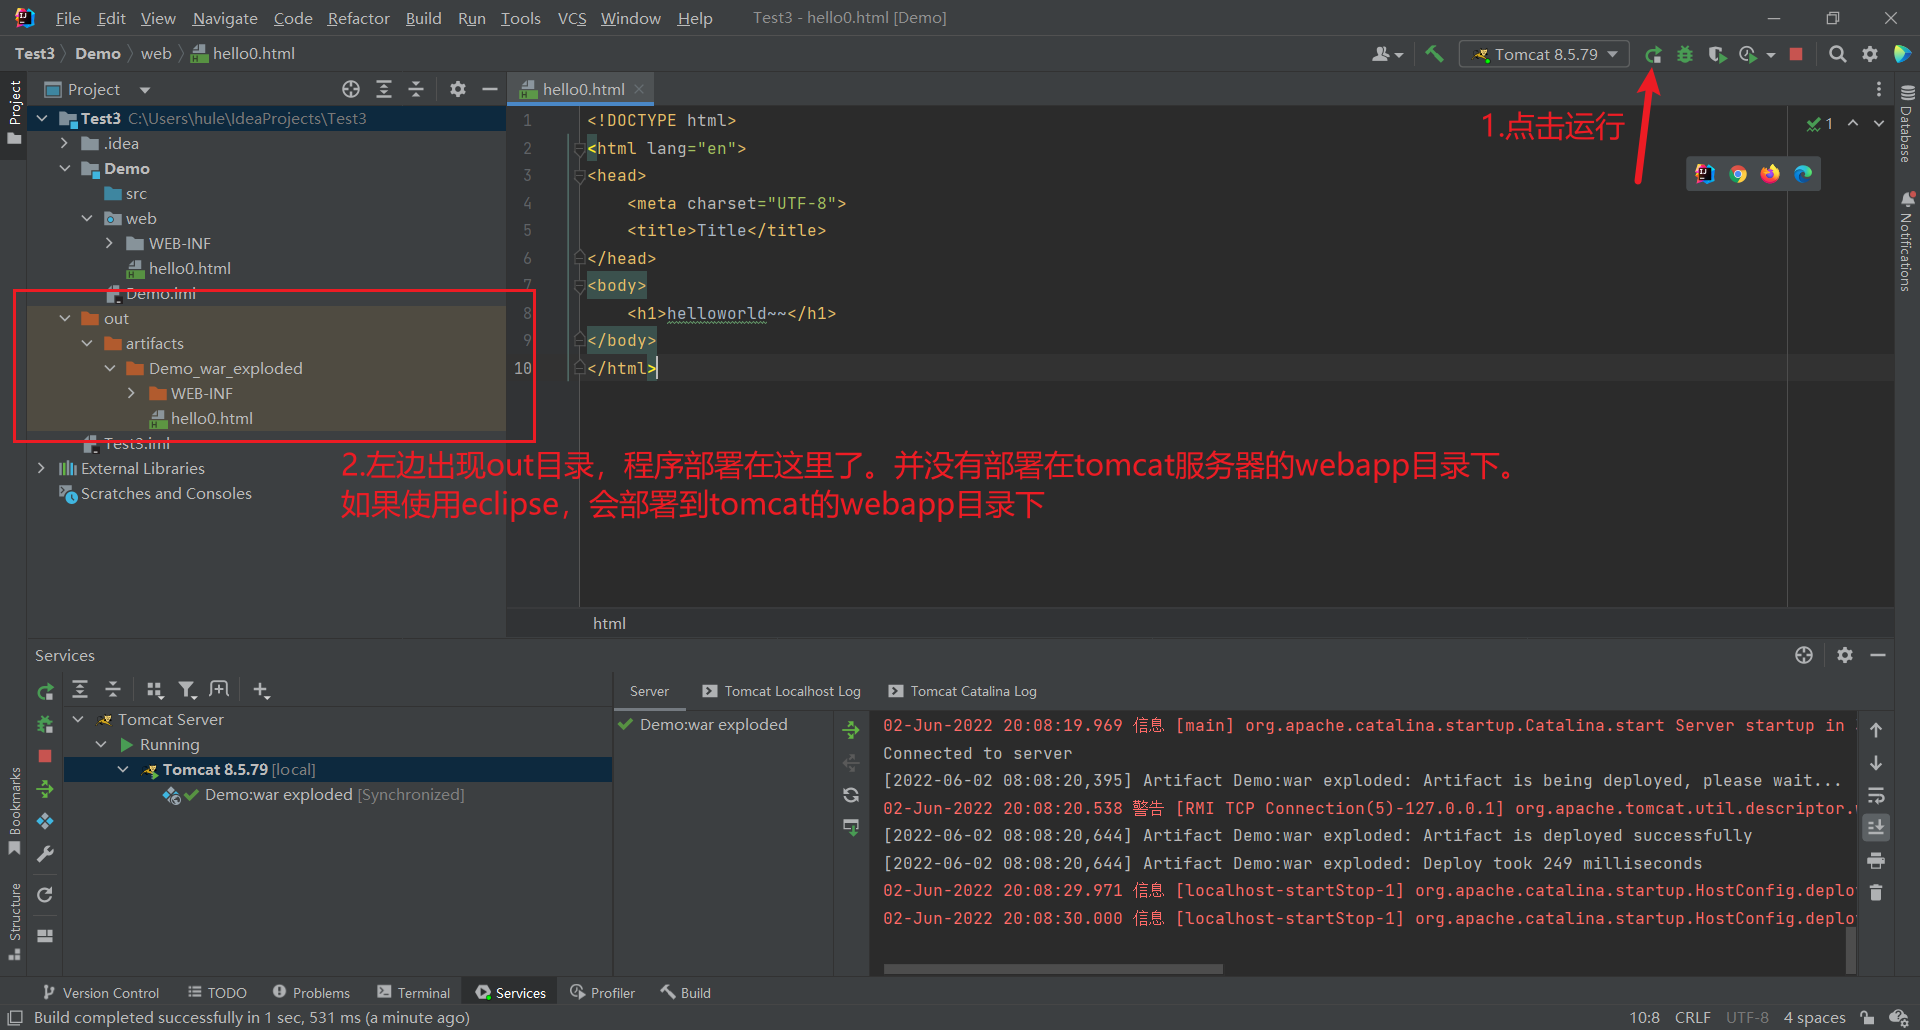 File Edit View Navigate Code Refactor Build Run Tools VCS Window Help Test3 - hello0.html [Demo]
Test3 Demo web hello0.html
Tomcat 8.5.79
Project
Project
Test3 C:\Users\hule\IdeaProjects\Test3
.idea
Demo
src
web
WEB-INF
hello0.html
Demo.iml
out
artifacts
Demo_war_exploded
WEB-INF
hello0.html
Test3.iml
External Libraries
Scratches and Consoles
hello0.html
1 <!DOCTYPE html>
2 <html lang="en">
3 <head>
4 <meta charset="UTF-8">
5 <title>Title</title>
6 </head>
7 <body>
8 <h1>helloworld~~</h1>
9 </body>
10 </html>
1
1.点击运行
Database
Notifications
2.左边出现out目录，程序部署在这里了。并没有部署在tomcat服务器的webapp目录下。
如果使用eclipse，会部署到tomcat的webapp目录下
html
Services
Tomcat Server
Running
Tomcat 8.5.79 [local]
Demo:war exploded [Synchronized]
Bookmarks
Structure
Server Tomcat Localhost Log Tomcat Catalina Log
Demo:war exploded
02-Jun-2022 20:08:19.969 信息 [main] org.apache.catalina.startup.Catalina.start Server startup in
Connected to server
[2022-06-02 08:08:20,395] Artifact Demo:war exploded: Artifact is being deployed, please wait...
02-Jun-2022 20:08:20.538 警告 [RMI TCP Connection(5)-127.0.0.1] org.apache.tomcat.util.descriptor.
[2022-06-02 08:08:20,644] Artifact Demo:war exploded: Artifact is deployed successfully
[2022-06-02 08:08:20,644] Artifact Demo:war exploded: Deploy took 249 milliseconds
02-Jun-2022 20:08:29.971 信息 [localhost-startStop-1] org.apache.catalina.startup.HostConfig.deplo
02-Jun-2022 20:08:30.000 信息 [localhost-startStop-1] org.apache.catalina.startup.HostConfig.deplo
Version Control TODO Problems Terminal Services Profiler Build
Build completed successfully in 1 sec, 531 ms (a minute ago) 10:8 CRLF UTF-8 4 spaces